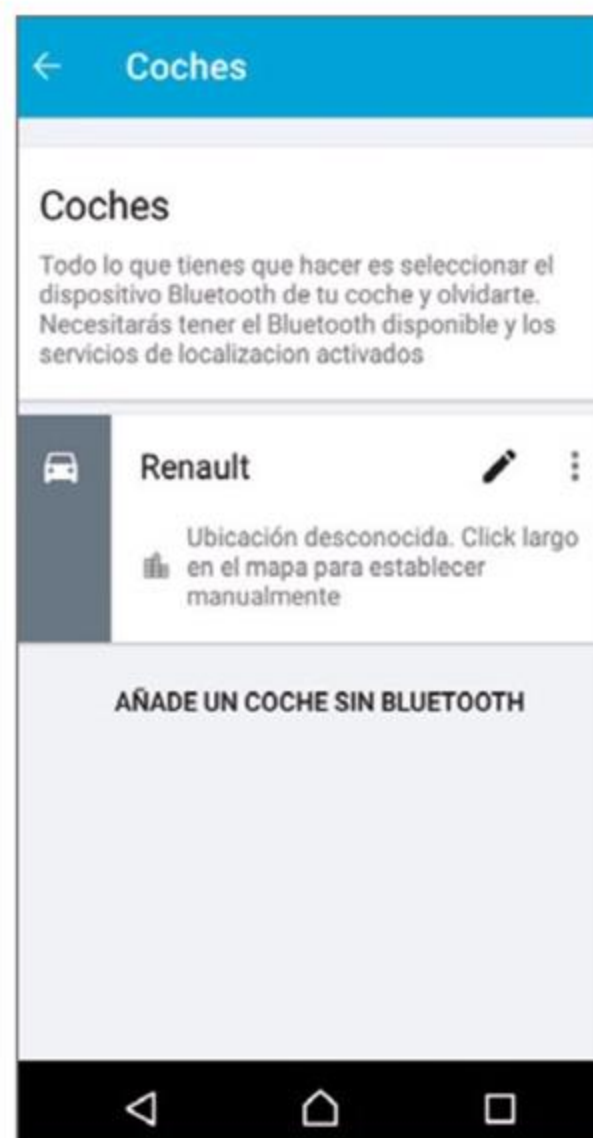 Coches
Coches
Todo lo que tienes que hacer es seleccionar el
dispositivo Bluetooth de tu coche y olvidarte.
Necesitarás tener el Bluetooth disponible y los
servicios de localizacion activados
Renault
Ubicación desconocida. Click largo
en el mapa para establecer
manualmente
AÑADE UN COCHE SIN BLUETOOTH